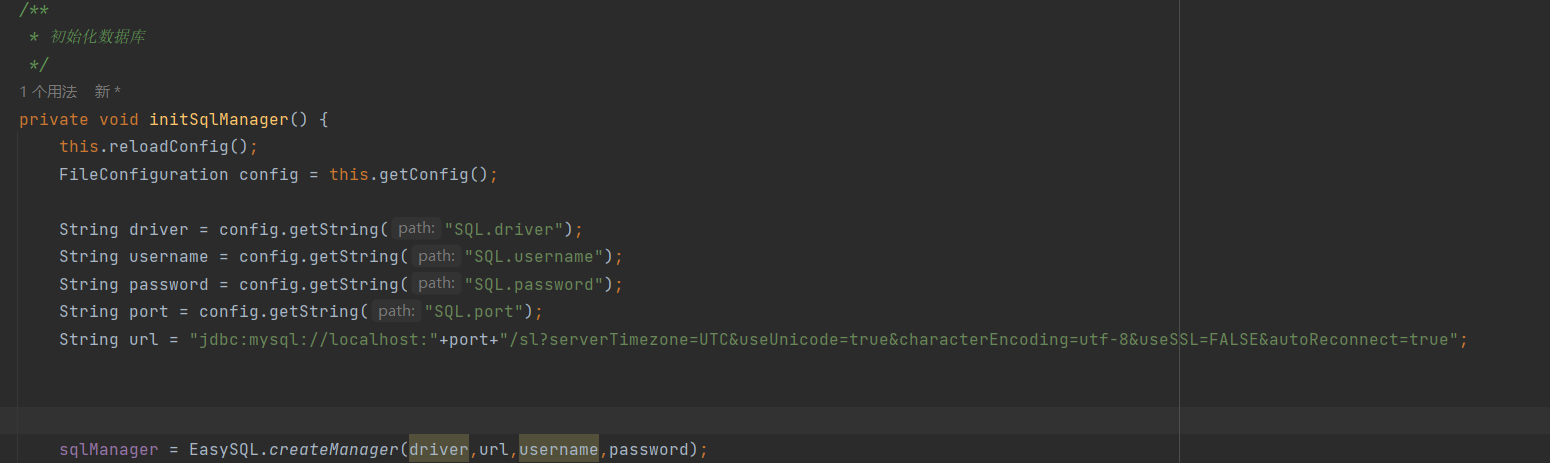 /**
 * 初始化数据库
 */
1 个用法 新 *
private void initSqlManager() {
    this.reloadConfig();
    FileConfiguration config = this.getConfig();
    String driver = config.getString( path: "SQL.driver");
    String username = config.getString( path: "SQL.username");
    String password = config.getString( path: "SQL.password");
    String port = config.getString( path: "SQL.port");
    String url = "jdbc:mysql://localhost:"+port+"/sl?serverTimezone=UTC&useUnicode=true&characterEncoding=utf-8&useSSL=FALSE&autoReconnect=true";
    sqlManager = EasySQL.createManager(driver,url,username,password);